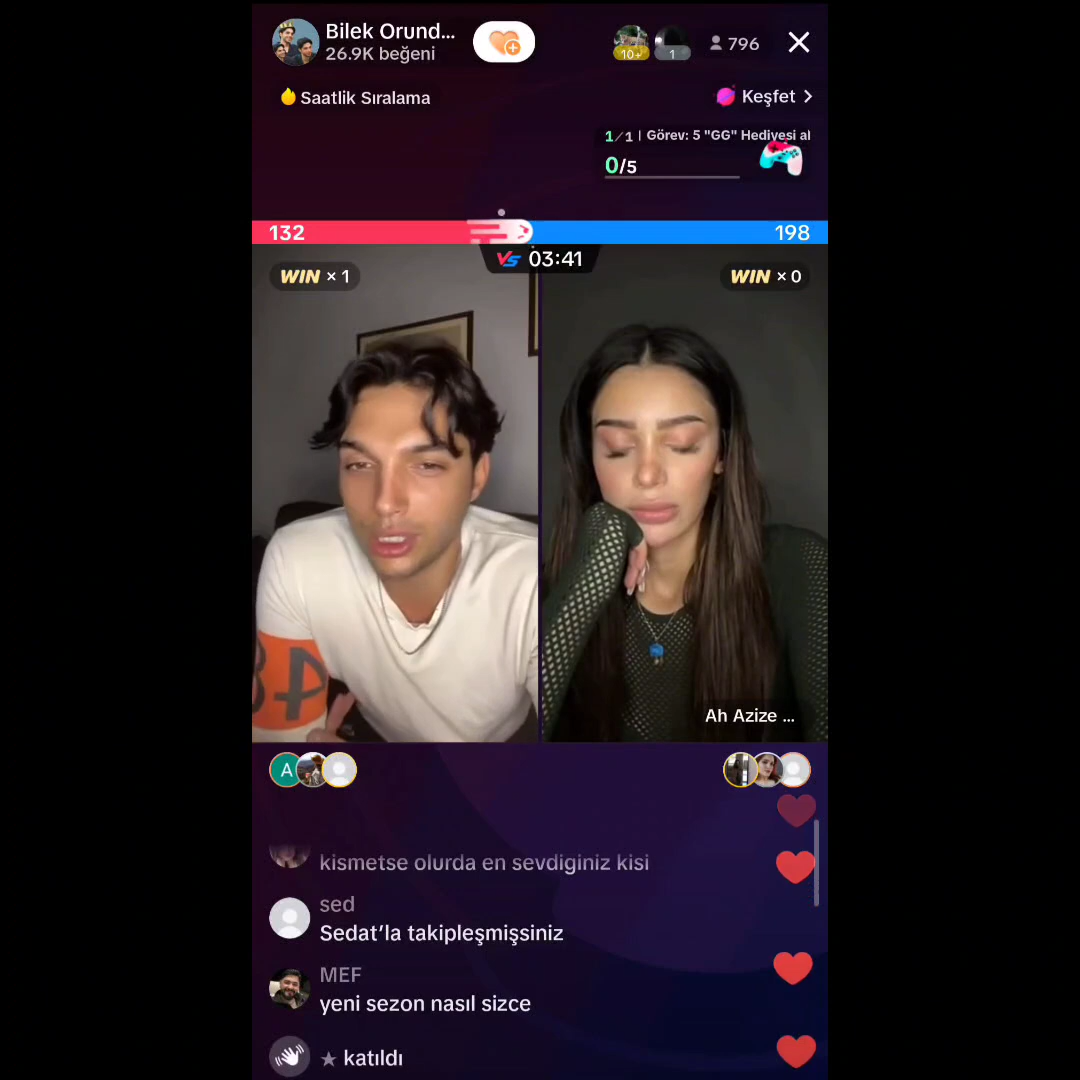 Bilek Orund...
26.9K beğeni
10+
1
796
Saatlik Sıralama
Keşfet
1/1 | Görev: 5 "GG" Hediyesi al
0/5
132
198
VS 03:41
WIN × 1
WIN × 0
Ah Azize ...
A
kismetse olurda en sevdiginiz kisi
sed
Sedat’la takipleşmişsiniz
MEF
yeni sezon nasıl sizce
katıldı